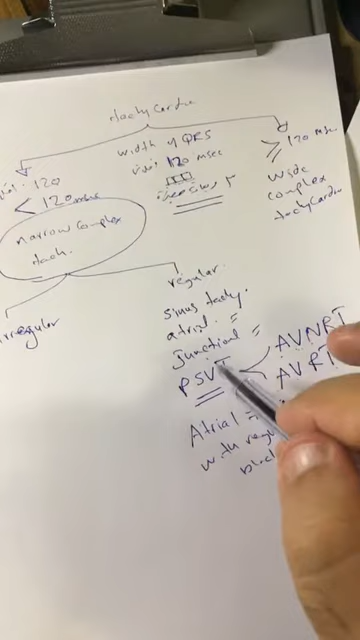 tachycardia
width of QRS
120 msec
< 120 msec
≥ 120 msec
wide
complex
tachycardia
narrow complex
tach.
irregular
regular.
sinus tachy.
atrial =
junctional =
PSVT
AVNRT
AVRT
Atrial =
with reg
block